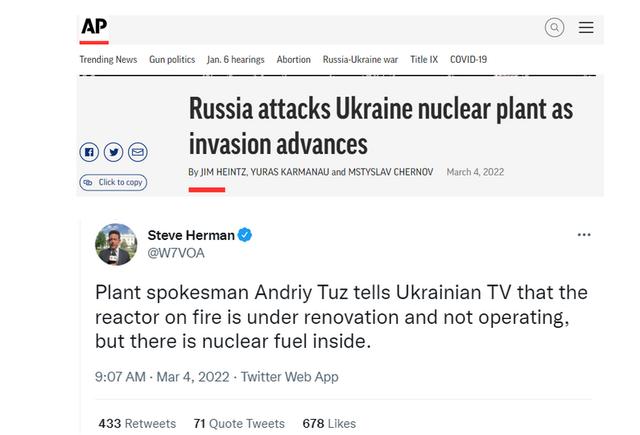 AP
Trending News Gun politics Jan. 6 hearings Abortion Russia-Ukraine war Title IX COVID-19
Russia attacks Ukraine nuclear plant as
invasion advances
By JIM HEINTZ, YURAS KARMANAU and MSTYSLAV CHERNOV March 4, 2022
Click to copy
Steve Herman
@W7VOA
Plant spokesman Andriy Tuz tells Ukrainian TV that the
reactor on fire is under renovation and not operating,
but there is nuclear fuel inside.
9:07 AM · Mar 4, 2022 · Twitter Web App
433 Retweets 71 Quote Tweets 678 Likes